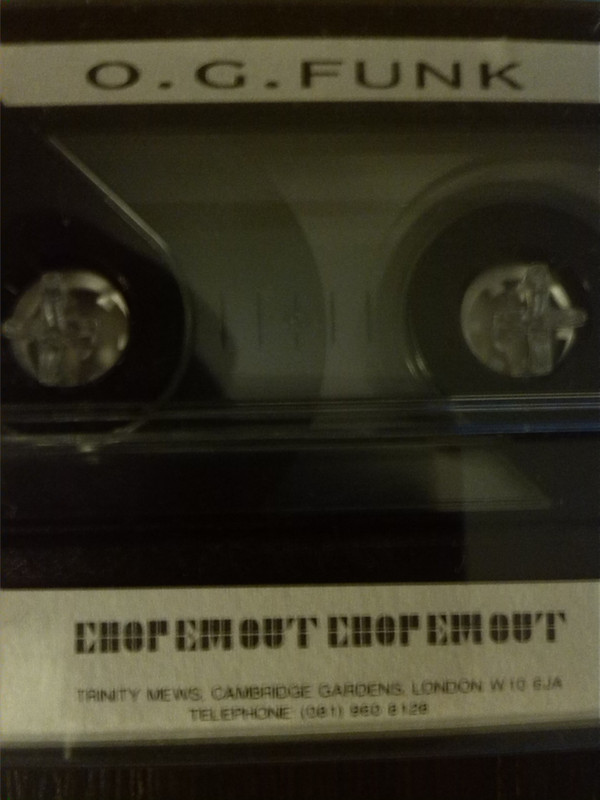 O.G.FUNK
CHOP EM OUT CHOP EM OUT
TRINITY MEWS, CAMBRIDGE GARDENS, LONDON W10 6JA
TELEPHONE (081) 960 8128